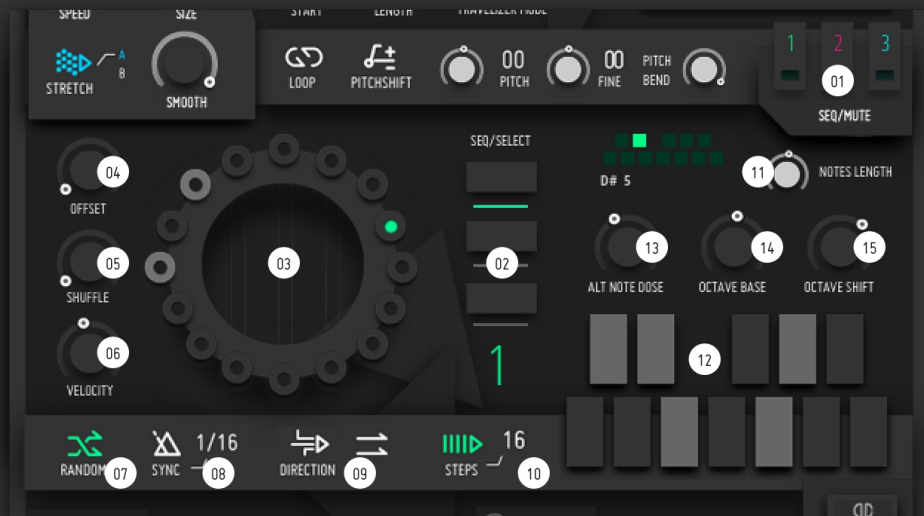 SPEED
SIZE
START
LENGTH
TRAVELIZER MODE
A
B
STRETCH
SMOOTH
LOOP
PITCHSHIFT
00
PITCH
00
FINE
PITCH
BEND
1
2
3
01
SEQ/MUTE
SEQ/SELECT
D# 5
11
NOTES LENGTH
04
OFFSET
05
SHUFFLE
06
VELOCITY
03
02
1
13
ALT NOTE DOSE
14
OCTAVE BASE
15
OCTAVE SHIFT
12
RANDOM
07
SYNC
1/16
08
DIRECTION
09
STEPS
16
10